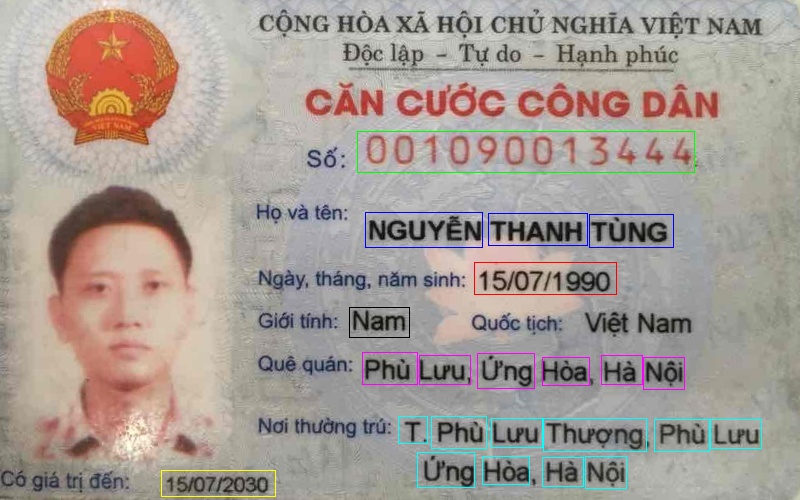 CỘNG HÒA XÃ HỘI CHỦ NGHĨA VIỆT NAM
Độc lập – Tự do – Hạnh phúc
CĂN CƯỚC CÔNG DÂN
Số: 001090013444
Họ và tên: NGUYỄN THANH TÙNG
Ngày, tháng, năm sinh: 15/07/1990
Giới tính: Nam Quốc tịch: Việt Nam
Quê quán: Phù Lưu, Ứng Hòa, Hà Nội
Nơi thường trú: T. Phù Lưu Thượng, Phù Lưu
Ứng Hòa, Hà Nội
Có giá trị đến: 15/07/2030
VIỆT NAM